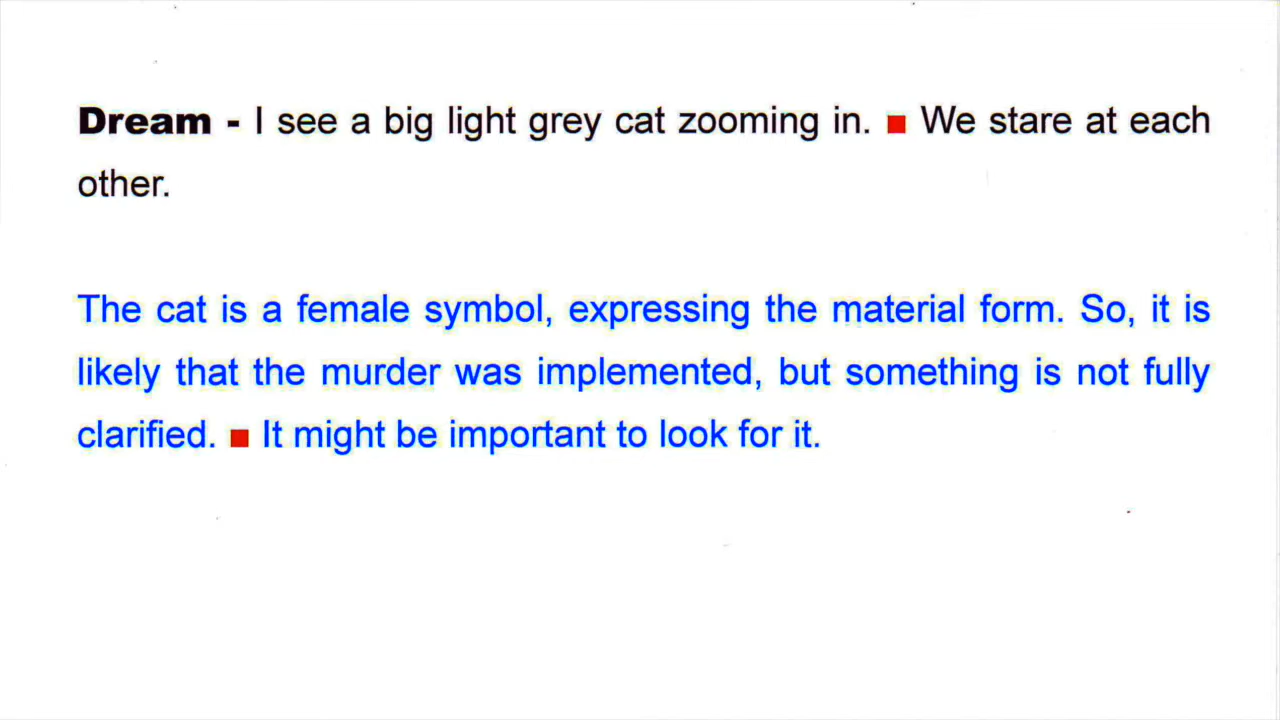 Dream - I see a big light grey cat zooming in. ■ We stare at each
other.
The cat is a female symbol, expressing the material form. So, it is
likely that the murder was implemented, but something is not fully
clarified. ■ It might be important to look for it.